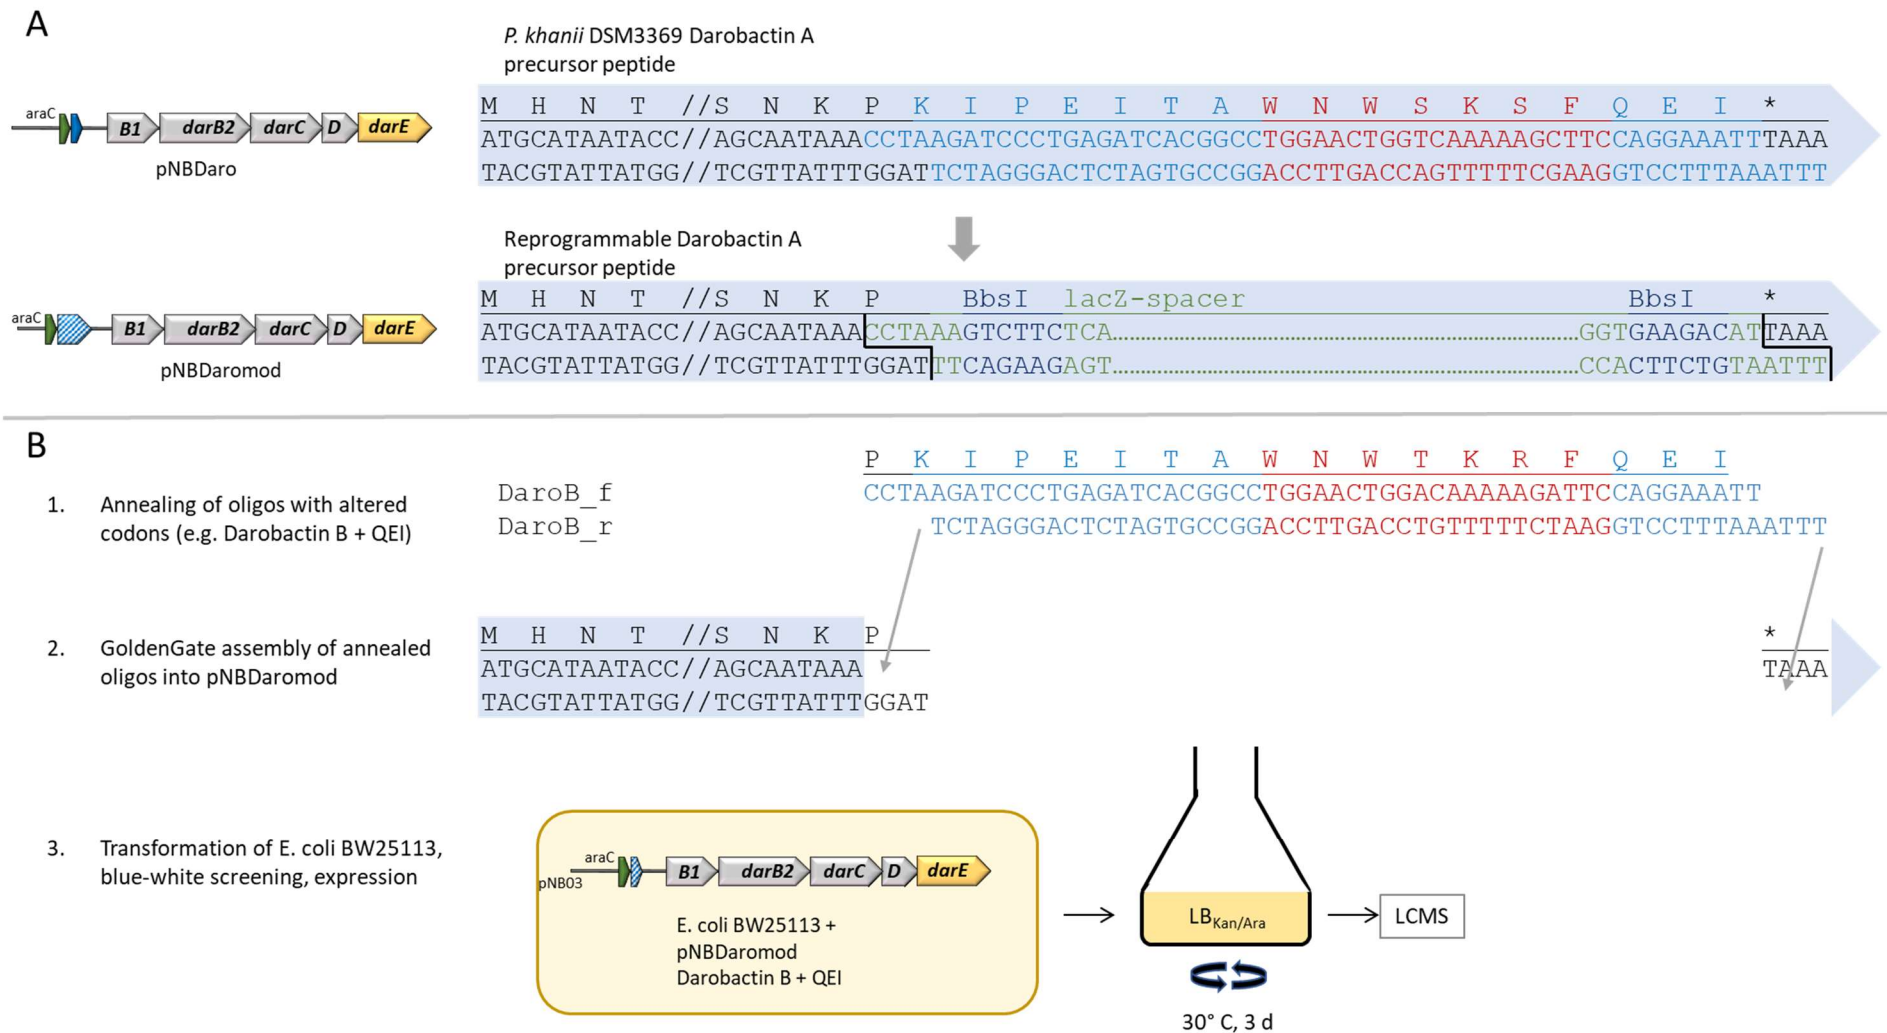 A
P. khanii DSM3369 Darobactin A
precursor peptide
araC
B1 darB2 darC D darE
pNBDaro
M H N T //S N K P K I P E I T A W N W S K S F Q E I *
ATGCATAATACC//AGCAATAAACCTAAGATCCCTGAGATCACGGCCTGGAACTGGTCAAAAAGCTTCCAGGAAATTTAAA
TACGTATTATGG//TCGTTATTTGGATTCTAGGGACTCTAGTGCCGGACCTTGACCAGTTTTTCGAAGGTCCTTTAAATTT
Reprogrammable Darobactin A
precursor peptide
araC
B1 darB2 darC D darE
pNBDaromod
M H N T //S N K P BbsI lacZ-spacer BbsI *
ATGCATAATACC//AGCAATAAACCTAAAGTCTTCTCA............GGTGAAGACATTAAA
TACGTATTATGG//TCGTTATTTGGATTTCAGAAGAGT............CCACTTCTGTAATTT
B
P K I P E I T A W N W T K R F Q E I
1. Annealing of oligos with altered
codons (e.g. Darobactin B + QEI)
DaroB_f CCTAAGATCCCTGAGATCACGGCCTGGAACTGGACAAAAAGATTCCAGGAAATT
DaroB_r TCTAGGGACTCTAGTGCCGGACCTTGACCTGTTTTTCTAAGGTCCTTTAAATTT
2. GoldenGate assembly of annealed
oligos into pNBDaromod
M H N T //S N K P *
ATGCATAATACC//AGCAATAAA TAAA
TACGTATTATGG//TCGTTATTTGGAT
3. Transformation of E. coli BW25113,
blue-white screening, expression
araC
pNB03
B1 darB2 darC D darE
E. coli BW25113 +
pNBDaromod
Darobactin B + QEI
LBKan/Ara
LCMS
30° C, 3 d